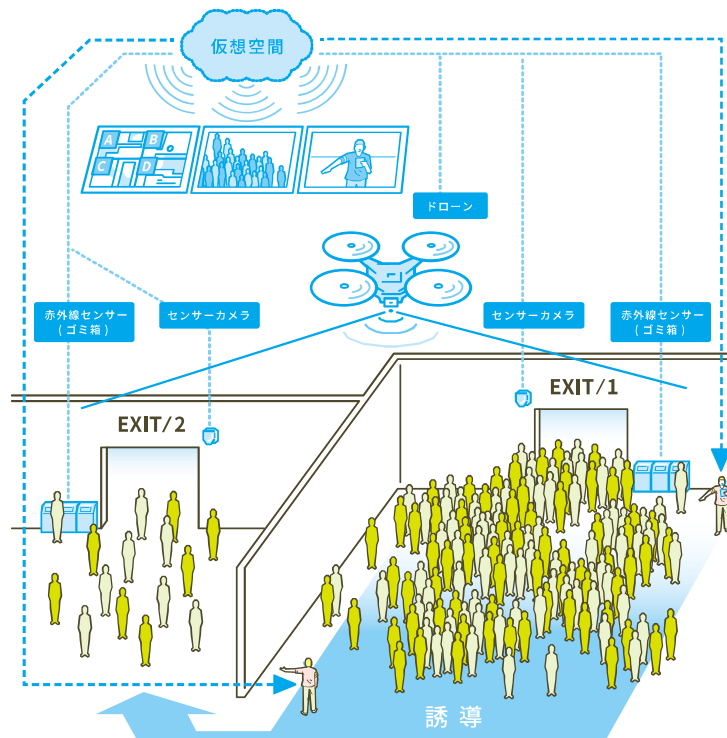 仮想空間
A
B
C
D
ドローン
赤外線センサー
(ゴミ箱)
センサーカメラ
センサーカメラ
赤外線センサー
(ゴミ箱)
EXIT/2
EXIT/1
誘導